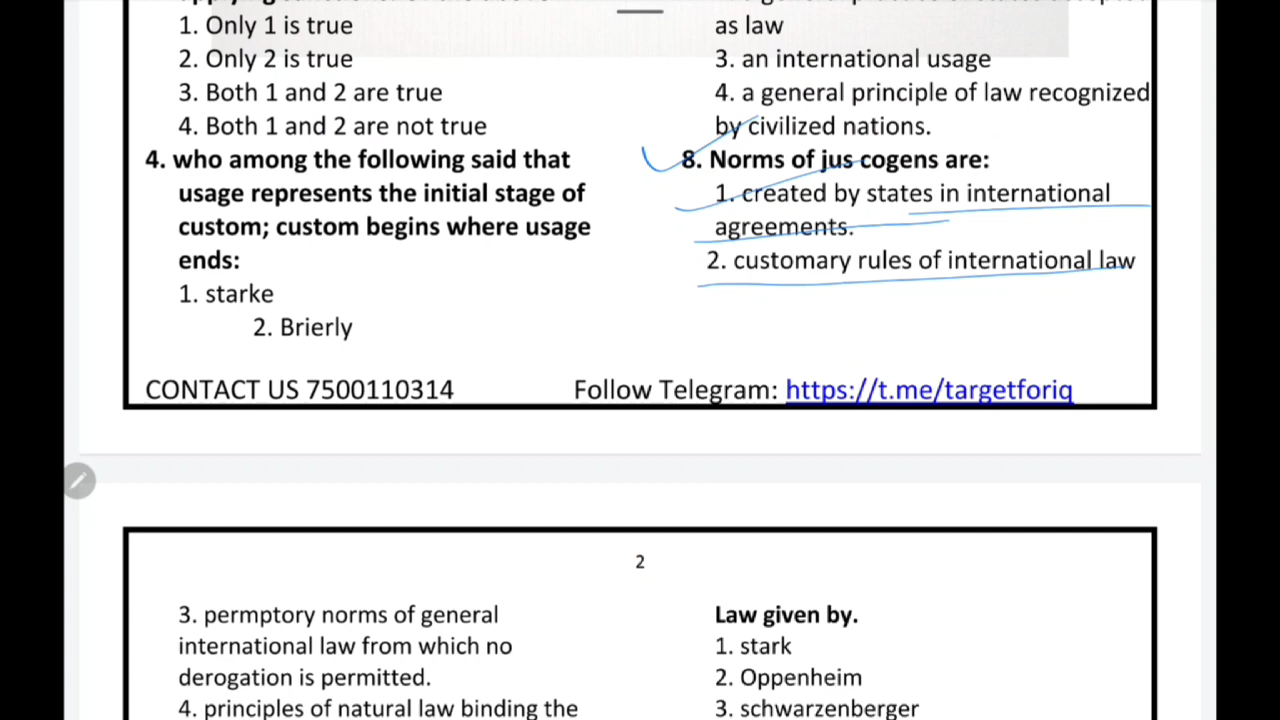 1. Only 1 is true
2. Only 2 is true
3. Both 1 and 2 are true
4. Both 1 and 2 are not true
4. who among the following said that
usage represents the initial stage of
custom; custom begins where usage
ends:
1. starke
2. Brierly
as law
3. an international usage
4. a general principle of law recognized
by civilized nations.
8. Norms of jus cogens are:
1. created by states in international
agreements.
2. customary rules of international law
CONTACT US 7500110314 Follow Telegram: https://t.me/targetforiq
2
3. permptory norms of general
international law from which no
derogation is permitted.
4. principles of natural law binding the
Law given by.
1. stark
2. Oppenheim
3. schwarzenberger